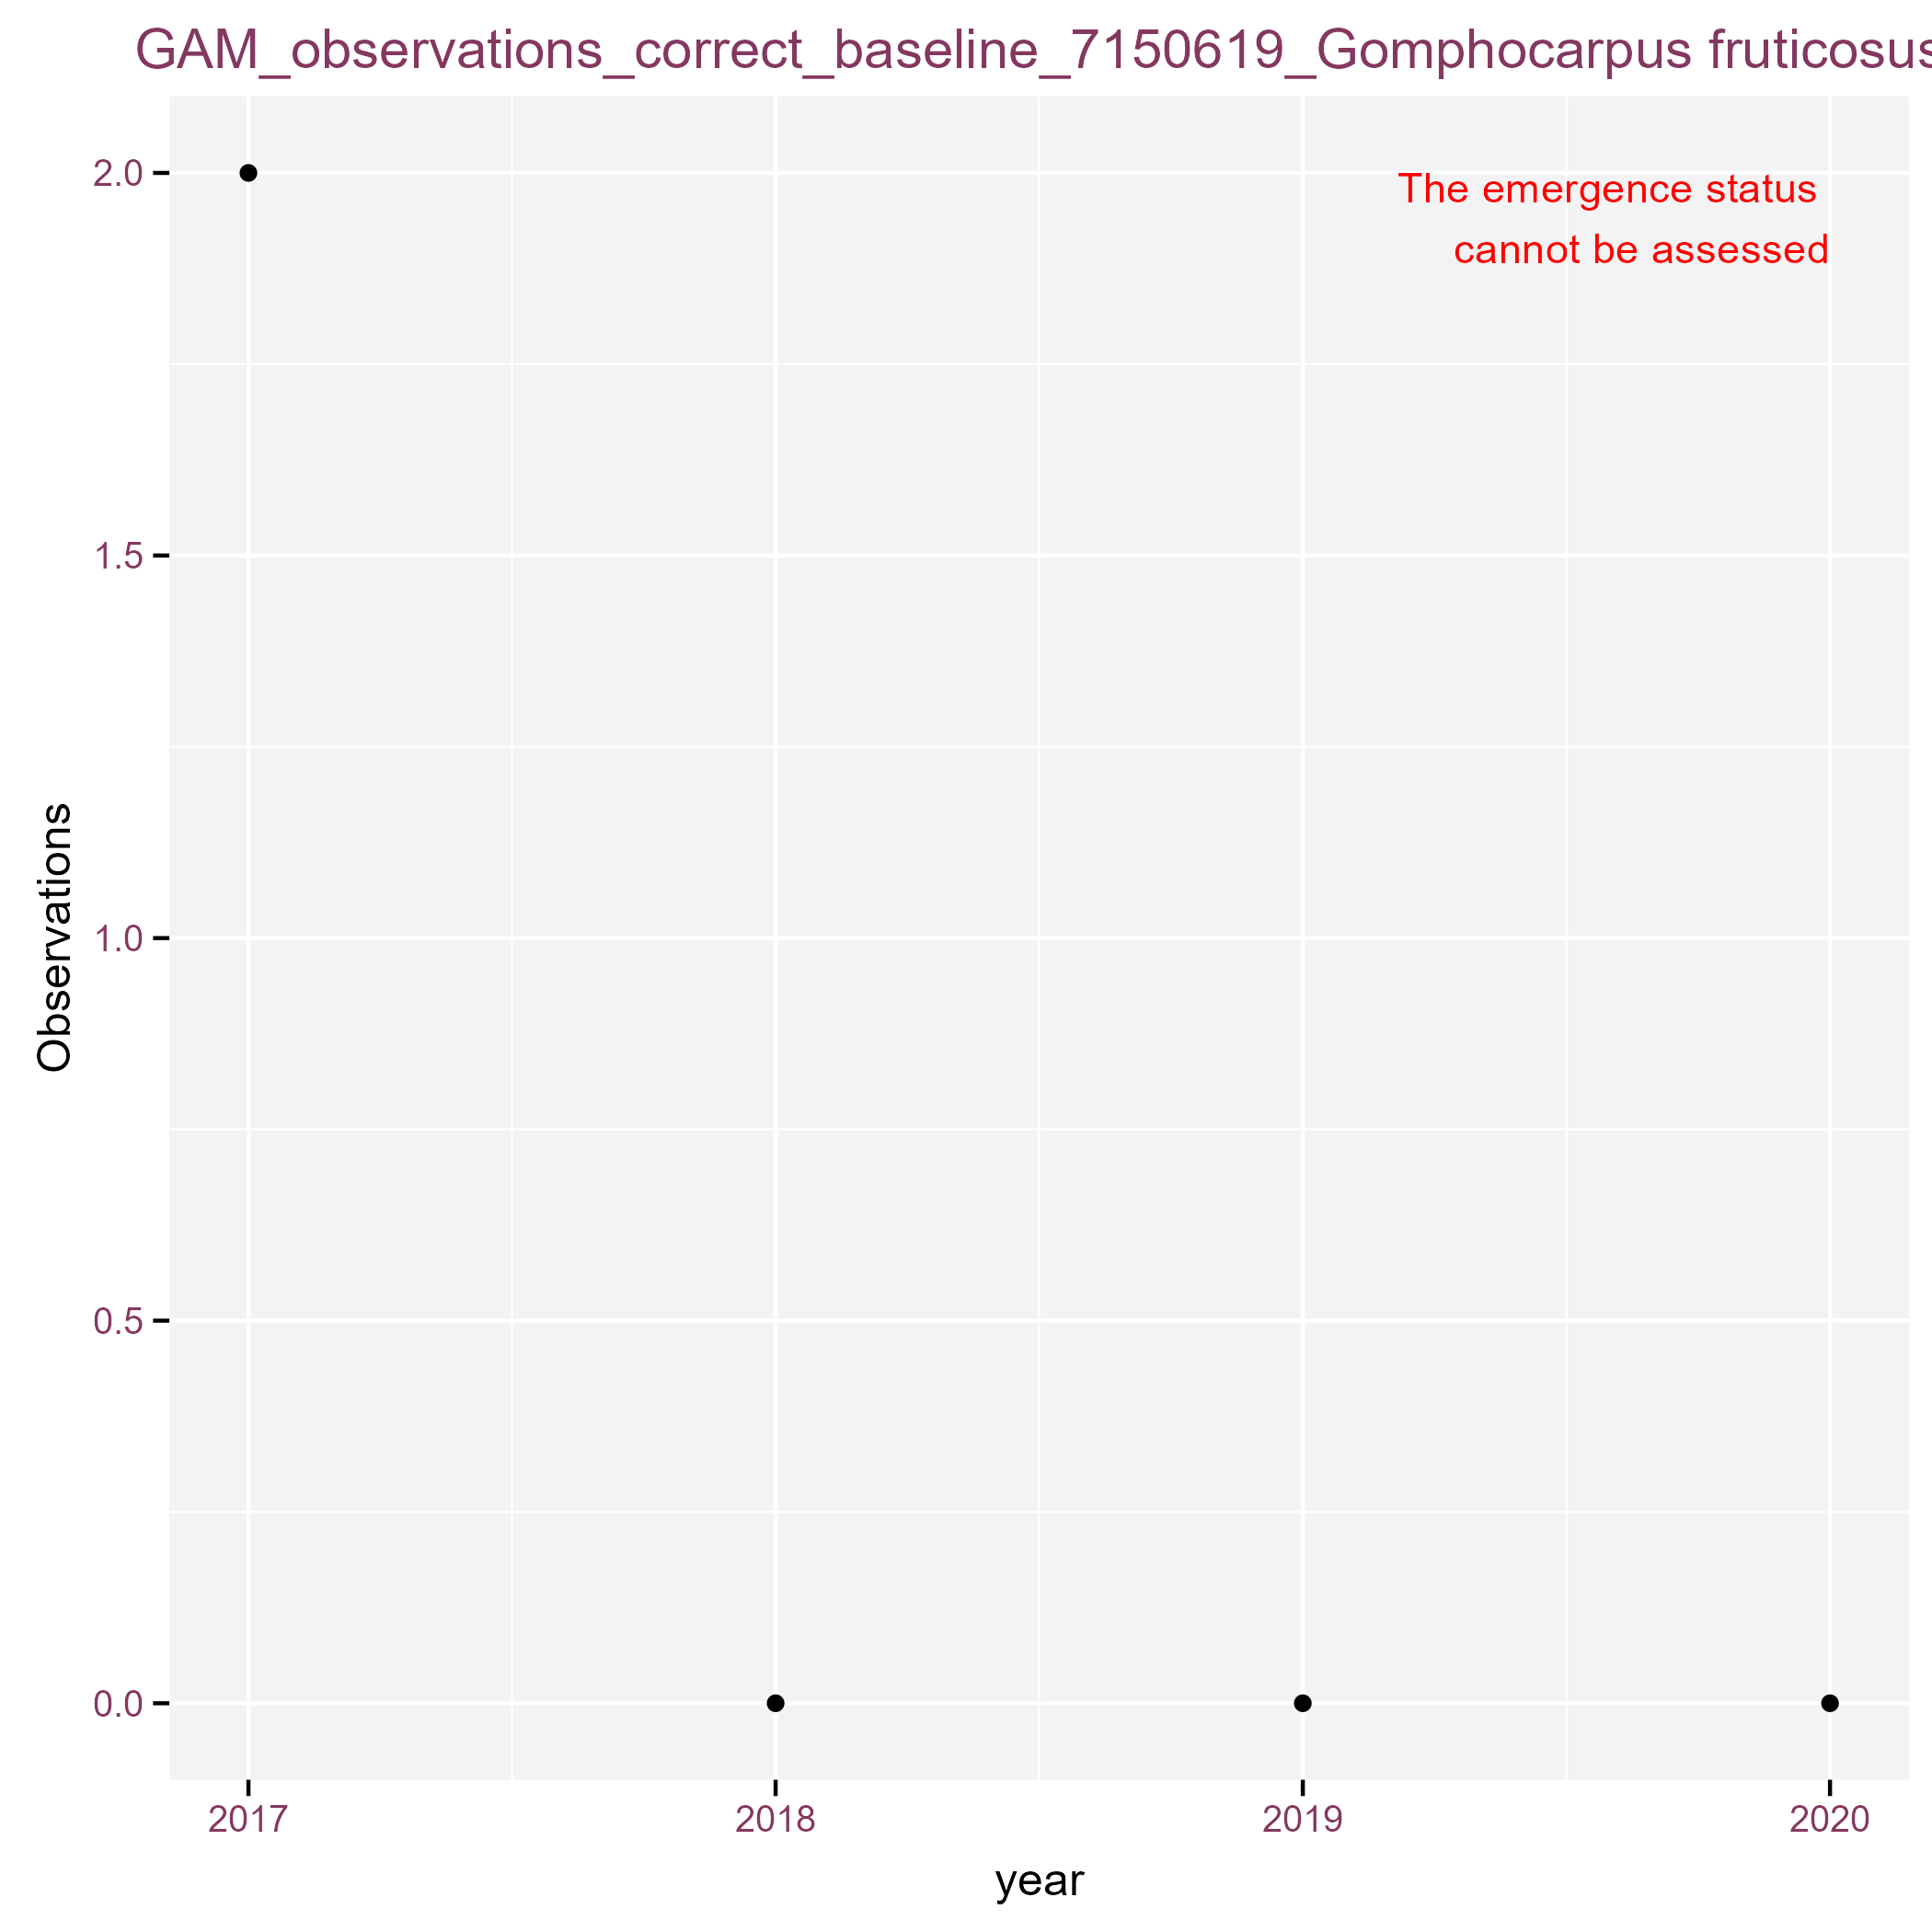 GAM_observations_correct_baseline_7150619_Gomphocarpus fruticosus
The emergence status
cannot be assessed
2.0
1.5
1.0
0.5
0.0
Observations
2017 2018 2019 2020
year